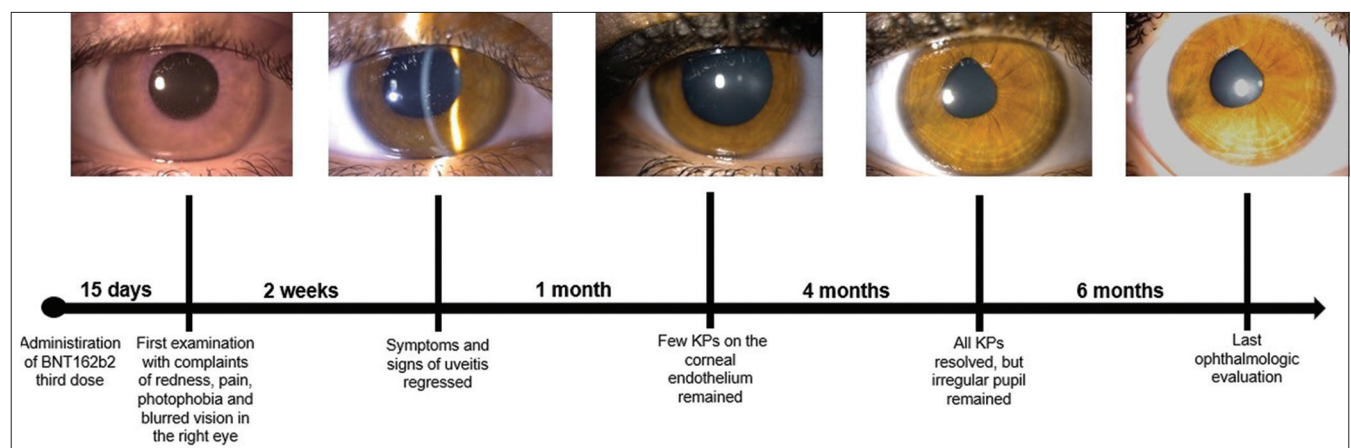 15 days
2 weeks
1 month
4 months
6 months
Administiration
of BNT162b2
third dose
First examination
with complaints
of redness, pain,
photophobia and
blurred vision in
the right eye
Symptoms and
signs of uveitis
regressed
Few KPs on the
corneal
endothelium
remained
All KPs
resolved, but
irregular pupil
remained
Last
ophthalmologic
evaluation